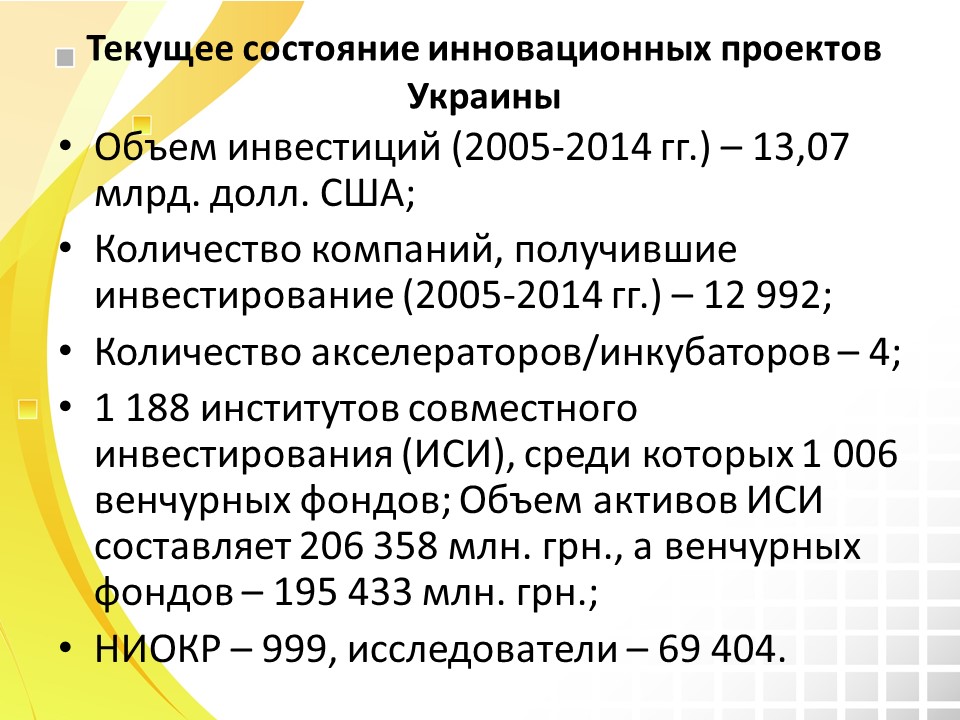 Текущее состояние инновационных проектов
Украины
• Объем инвестиций (2005-2014 гг.) – 13,07
млрд. долл. США;
• Количество компаний, получившие
инвестирование (2005-2014 гг.) – 12 992;
• Количество акселераторов/инкубаторов – 4;
• 1 188 институтов совместного
инвестирования (ИСИ), среди которых 1 006
венчурных фондов; Объем активов ИСИ
составляет 206 358 млн. грн., а венчурных
фондов – 195 433 млн. грн.;
• НИОКР – 999, исследователи – 69 404.